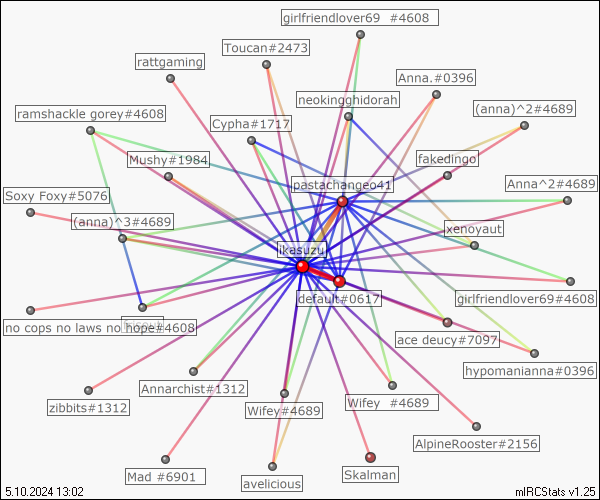 girlfriendlover69 #4608
Toucan#2473
rattgaming
Anna.#0396
neokingghidorah
(anna)^2#4689
ramshackle gorey#4608
Cypha#1717
fakedingo
Mushy#1984
pastachangeo41
Anna^2#4689
Soxy Foxy#5076
(anna)^3#4689
xenoyaut
ikasuzu
default#0617
girlfriendlover69#4608
no cops no laws no hope#4608
ace deucy#7097
hypomanianna#0396
Annarchist#1312
zibbits#1312
Wifey#4689
Wifey #4689
AlpineRooster#2156
Mad #6901
Skalman
avelicious
5.10.2024 13:02
mIRCStats v1.25